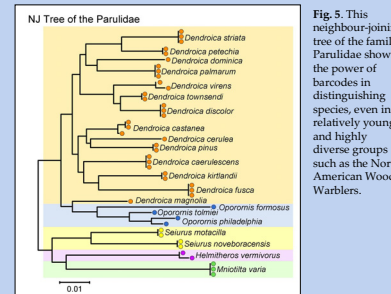 NJ Tree of the Parulidae
Dendroica striata
Dendroica petechia
Dendroica dominica
Dendroica palmarum
Dendroica virens
Dendroica townsendi
Dendroica discolor
Dendroica castanea
Dendroica cerulea
Dendroica pinus
Dendroica caerulescens
Dendroica kirtlandi
Dendroica fusca
Dendroica magnolia
Oporornis formosus
Oporornis tolmiei
Oporornis philadelphia
Seiurus motacilla
Seiurus noveboracensis
Helmitheros vermivorus
Mniotilta varia
0.01
Fig. 5. This
neighbour-joini
tree of the famil
Parulidae show
the power of
barcodes in
distinguishing
species, even in
relatively young
and highly
diverse groups
such as the Nor
American Wood
Warblers.